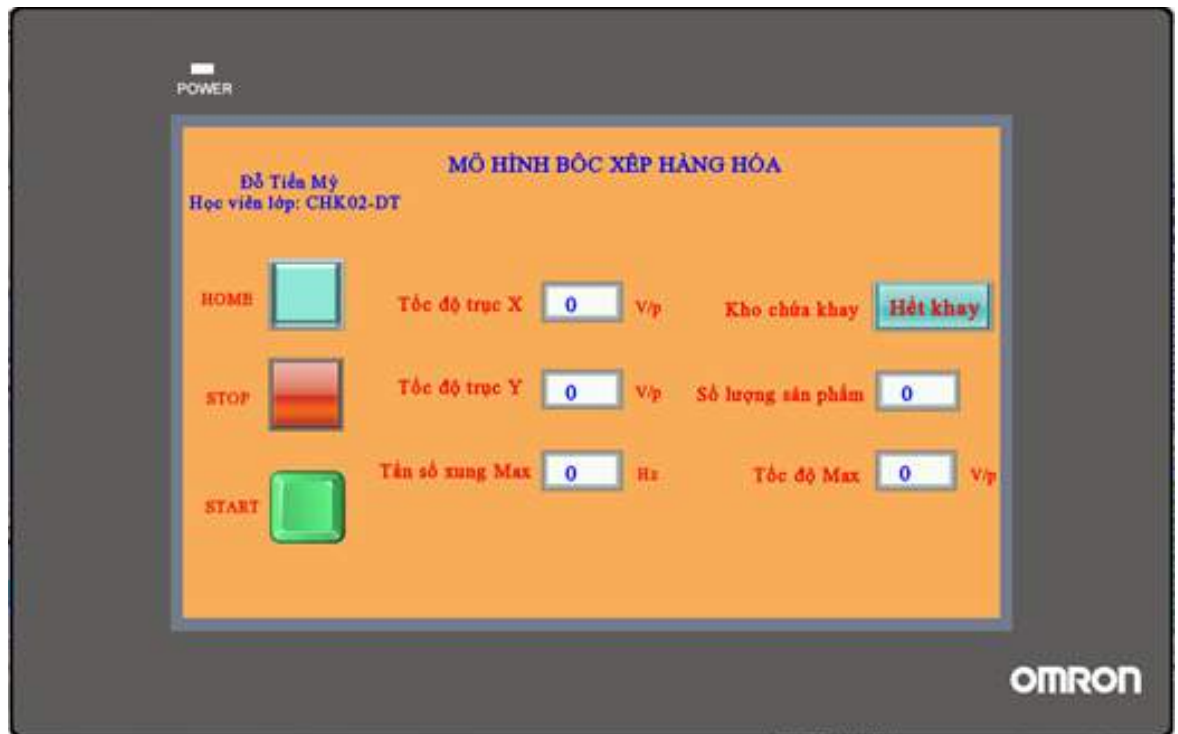 POWER
MÔ HÌNH BỐC XẾP HÀNG HÓA
Đỗ Tiến Mỹ
Học viên lớp: CHK02-DT
HOME
Tốc độ trục X 0 V/p
Kho chứa khay Hết khay
STOP
Tốc độ trục Y 0 V/p
Số lượng sản phẩm 0
Tần số xung Max 0 Hz
Tốc độ Max 0 V/p
START
OMRON